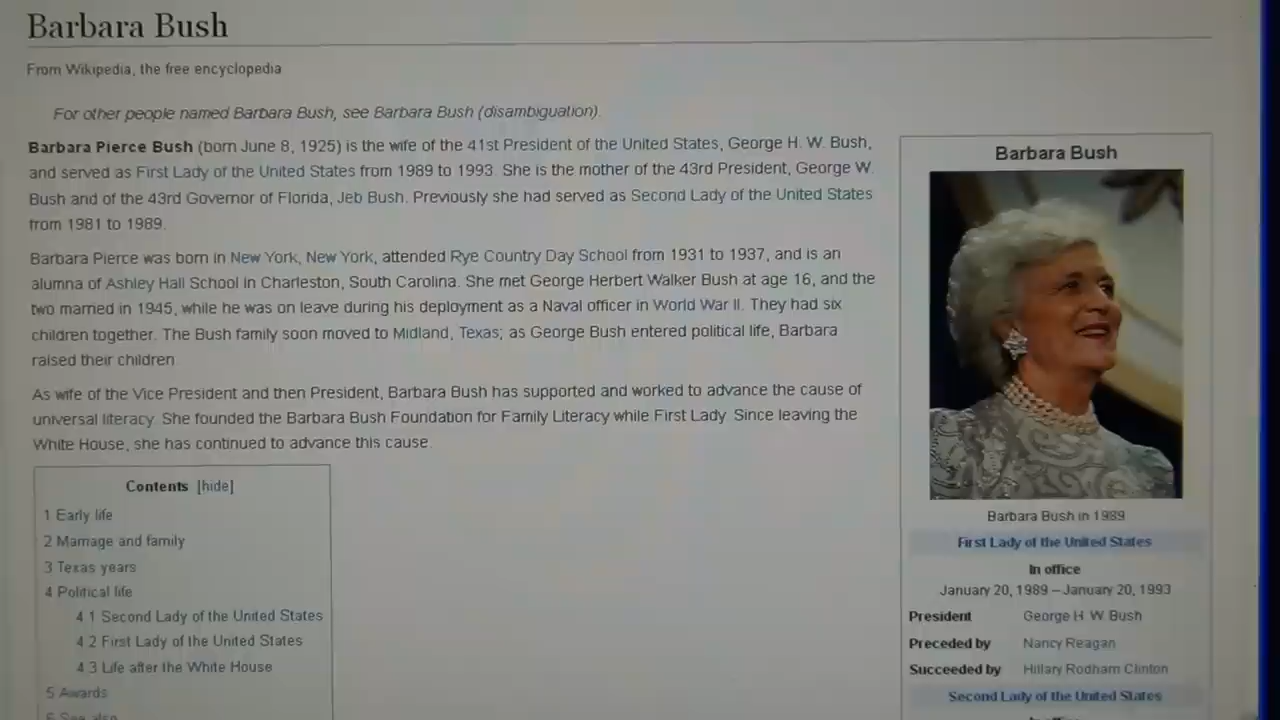 Barbara Bush
From Wikipedia, the free encyclopedia
For other people named Barbara Bush, see Barbara Bush (disambiguation).
Barbara Pierce Bush (born June 8, 1925) is the wife of the 41st President of the United States, George H. W. Bush,
and served as First Lady of the United States from 1989 to 1993. She is the mother of the 43rd President, George W.
Bush and of the 43rd Governor of Florida, Jeb Bush. Previously she had served as Second Lady of the United States
from 1981 to 1989.
Barbara Pierce was born in New York, New York, attended Rye Country Day School from 1931 to 1937, and is an
alumna of Ashley Hall School in Charleston, South Carolina. She met George Herbert Walker Bush at age 16, and the
two married in 1945, while he was on leave during his deployment as a Naval officer in World War II. They had six
children together. The Bush family soon moved to Midland, Texas; as George Bush entered political life, Barbara
raised their children.
As wife of the Vice President and then President, Barbara Bush has supported and worked to advance the cause of
universal literacy. She founded the Barbara Bush Foundation for Family Literacy while First Lady. Since leaving the
White House, she has continued to advance this cause.
Contents [hide]
1 Early life
2 Marriage and family
3 Texas years
4 Political life
4.1 Second Lady of the United States
4.2 First Lady of the United States
4.3 Life after the White House
5 Awards
6 See also
Barbara Bush
Barbara Bush in 1989
First Lady of the United States
In office
January 20, 1989 – January 20, 1993
President George H. W. Bush
Preceded by Nancy Reagan
Succeeded by Hillary Rodham Clinton
Second Lady of the United States
In office